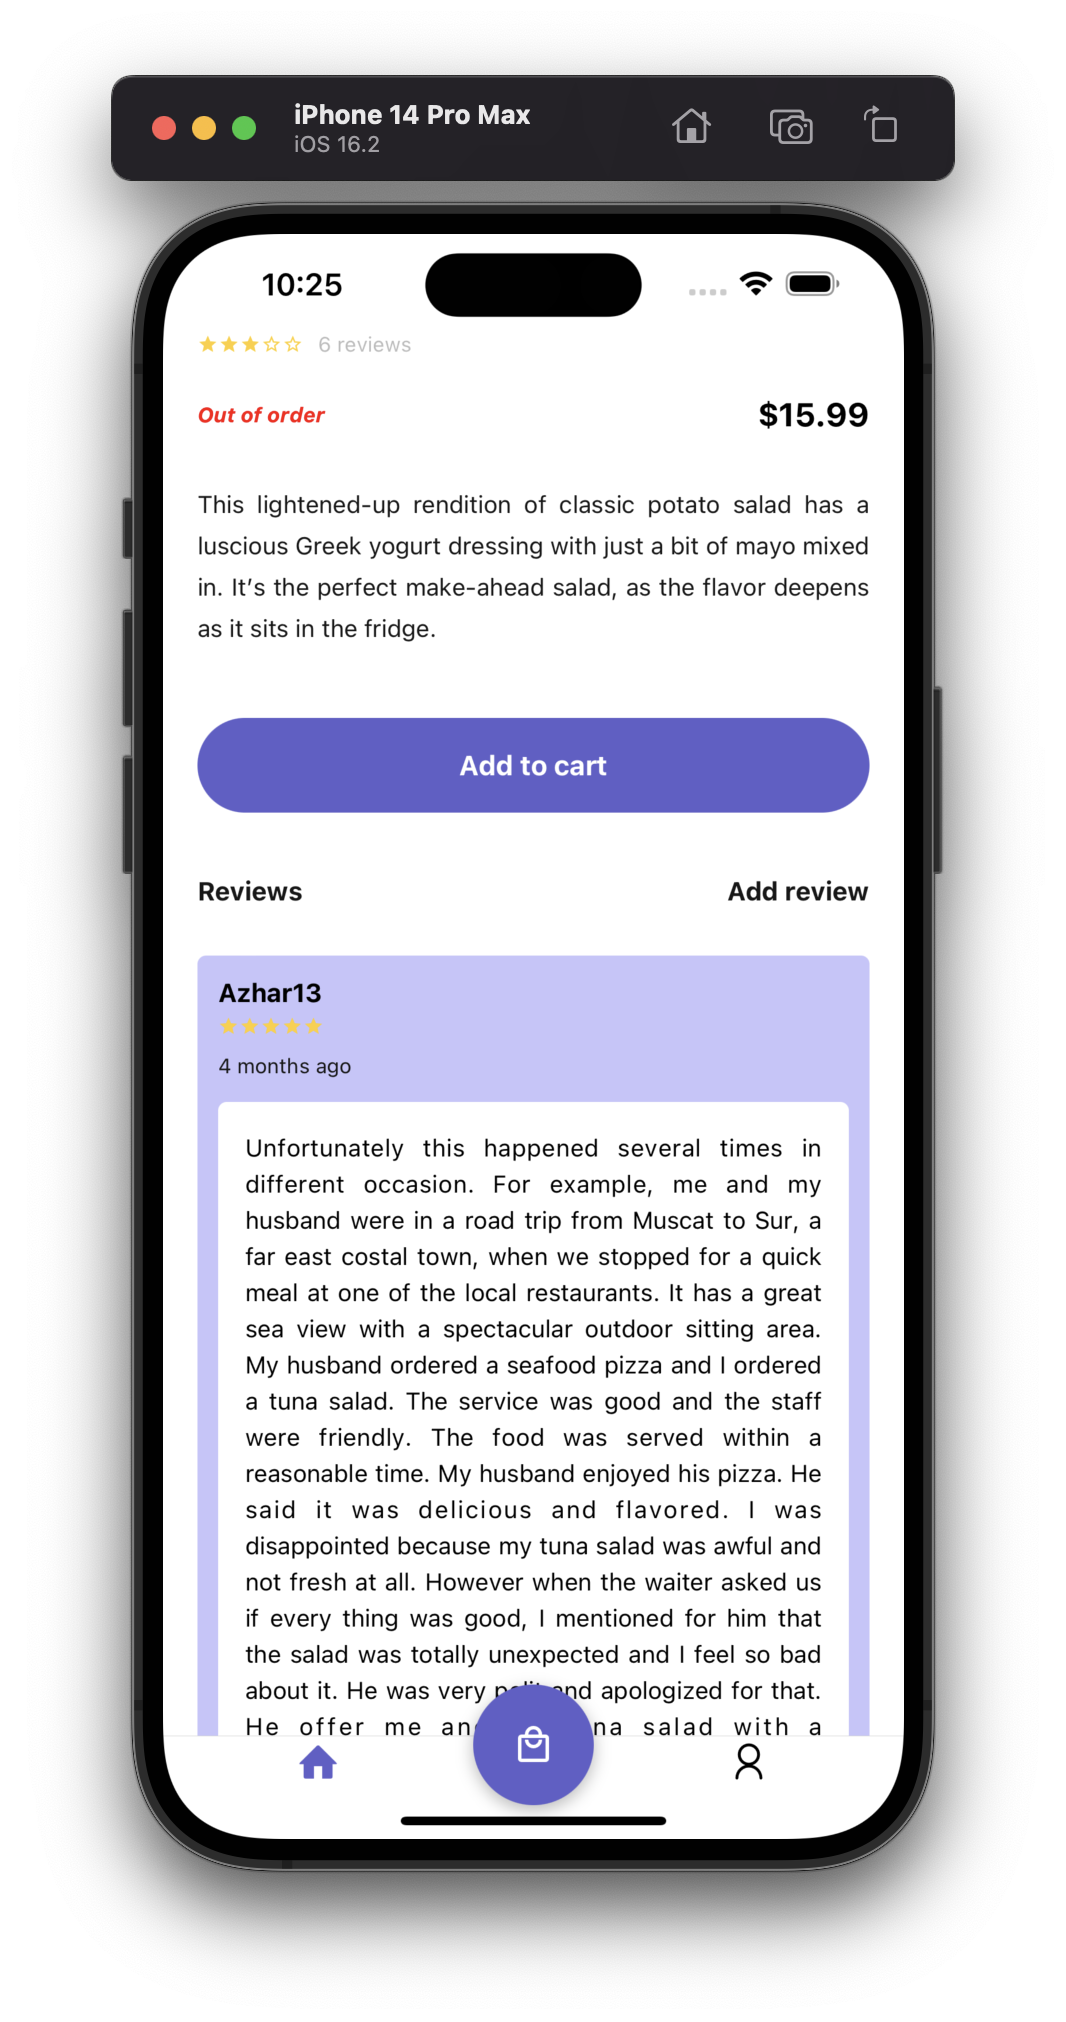 iPhone 14 Pro Max
iOS 16.2
10:25
6 reviews
Out of order
$15.99
This lightened-up rendition of classic potato salad has a
luscious Greek yogurt dressing with just a bit of mayo mixed
in. It’s the perfect make-ahead salad, as the flavor deepens
as it sits in the fridge.
Add to cart
Reviews
Add review
Azhar13
4 months ago
Unfortunately this happened several times in
different occasion. For example, me and my
husband were in a road trip from Muscat to Sur, a
far east costal town, when we stopped for a quick
meal at one of the local restaurants. It has a great
sea view with a spectacular outdoor sitting area.
My husband ordered a seafood pizza and I ordered
a tuna salad. The service was good and the staff
were friendly. The food was served within a
reasonable time. My husband enjoyed his pizza. He
said it was delicious and flavored. I was
disappointed because my tuna salad was awful and
not fresh at all. However when the waiter asked us
if every thing was good, I mentioned for him that
the salad was totally unexpected and I feel so bad
about it. He was very and apologized for that.
He offer me salad with a